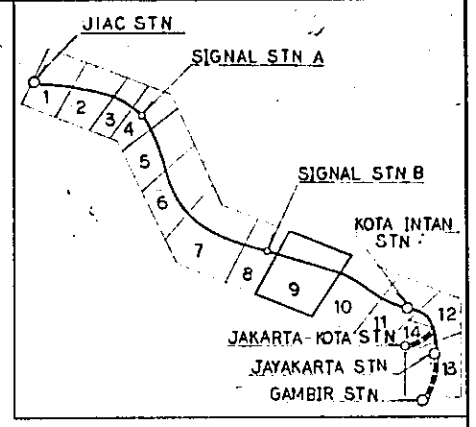 JIAC STN
SIGNAL STN A
1
2
3
4
5
6
SIGNAL STN B
7
8
9
KOTA INTAN
STN
10
11
12
14
JAKARTA-KOTA STN
JAYAKARTA STN
13
GAMBIR STN